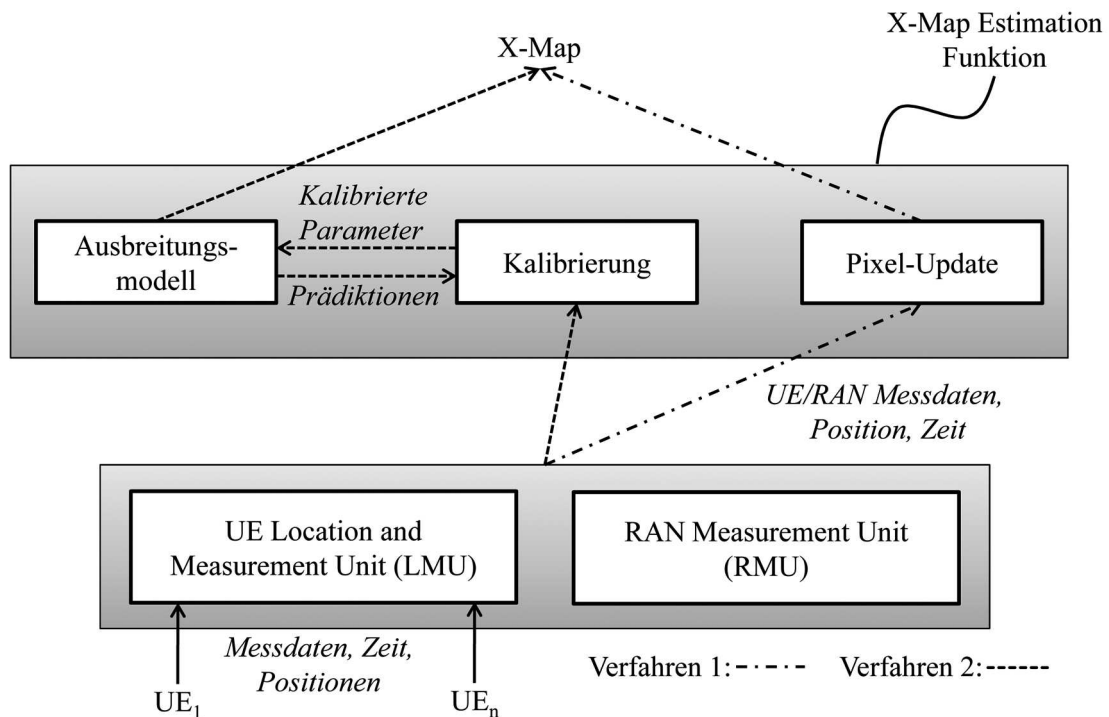 X-Map
X-Map Estimation
Funktion
Kalibrierte
Parameter
Ausbreitungs-
modell
Prädiktionen
Kalibrierung
Pixel-Update
UE/RAN Messdaten,
Position, Zeit
UE Location and
Measurement Unit (LMU)
RAN Measurement Unit
(RMU)
Messdaten, Zeit,
Positionen
UE1
UEn
Verfahren 1:
Verfahren 2: